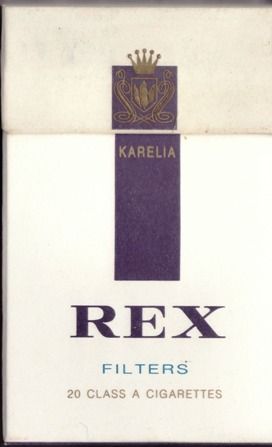 KARELIA
REX
FILTERS
20 CLASS A CIGARETTES